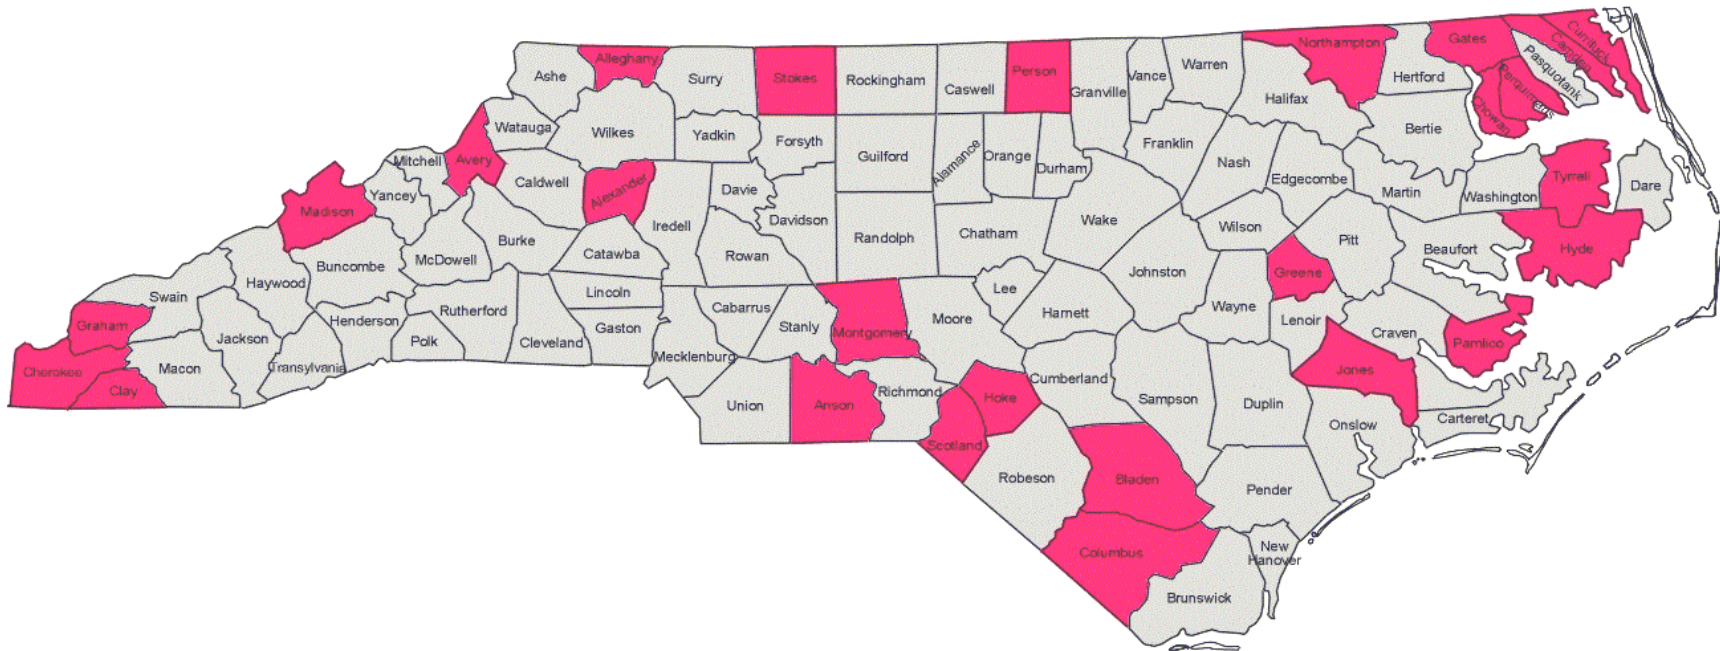 Ashe
Alleghany
Surry
Stokes
Rockingham
Caswell
Person
Granville
Vance
Warren
Northampton
Halifax
Hertford
Gates
Currituck
Camden
Pasquotank
Perquimans
Chowan
Bertie
Watauga
Wilkes
Yadkin
Forsyth
Guilford
Alamance
Orange
Durham
Franklin
Nash
Edgecombe
Martin
Washington
Tyrrell
Dare
Mitchell
Avery
Yancey
Caldwell
Alexander
Iredell
Davie
Davidson
Randolph
Chatham
Wake
Wilson
Pitt
Beaufort
Hyde
Madison
Buncombe
McDowell
Burke
Catawba
Rowan
Johnston
Greene
Haywood
Swain
Lincoln
Cabarrus
Stanly
Montgomery
Moore
Lee
Harnett
Wayne
Lenoir
Craven
Pamlico
Graham
Jackson
Henderson
Rutherford
Polk
Cleveland
Gaston
Mecklenburg
Cherokee
Clay
Macon
Transylvania
Union
Anson
Richmond
Hoke
Scotland
Cumberland
Sampson
Duplin
Jones
Onslow
Carteret
Robeson
Bladen
Pender
Columbus
New
Hanover
Brunswick